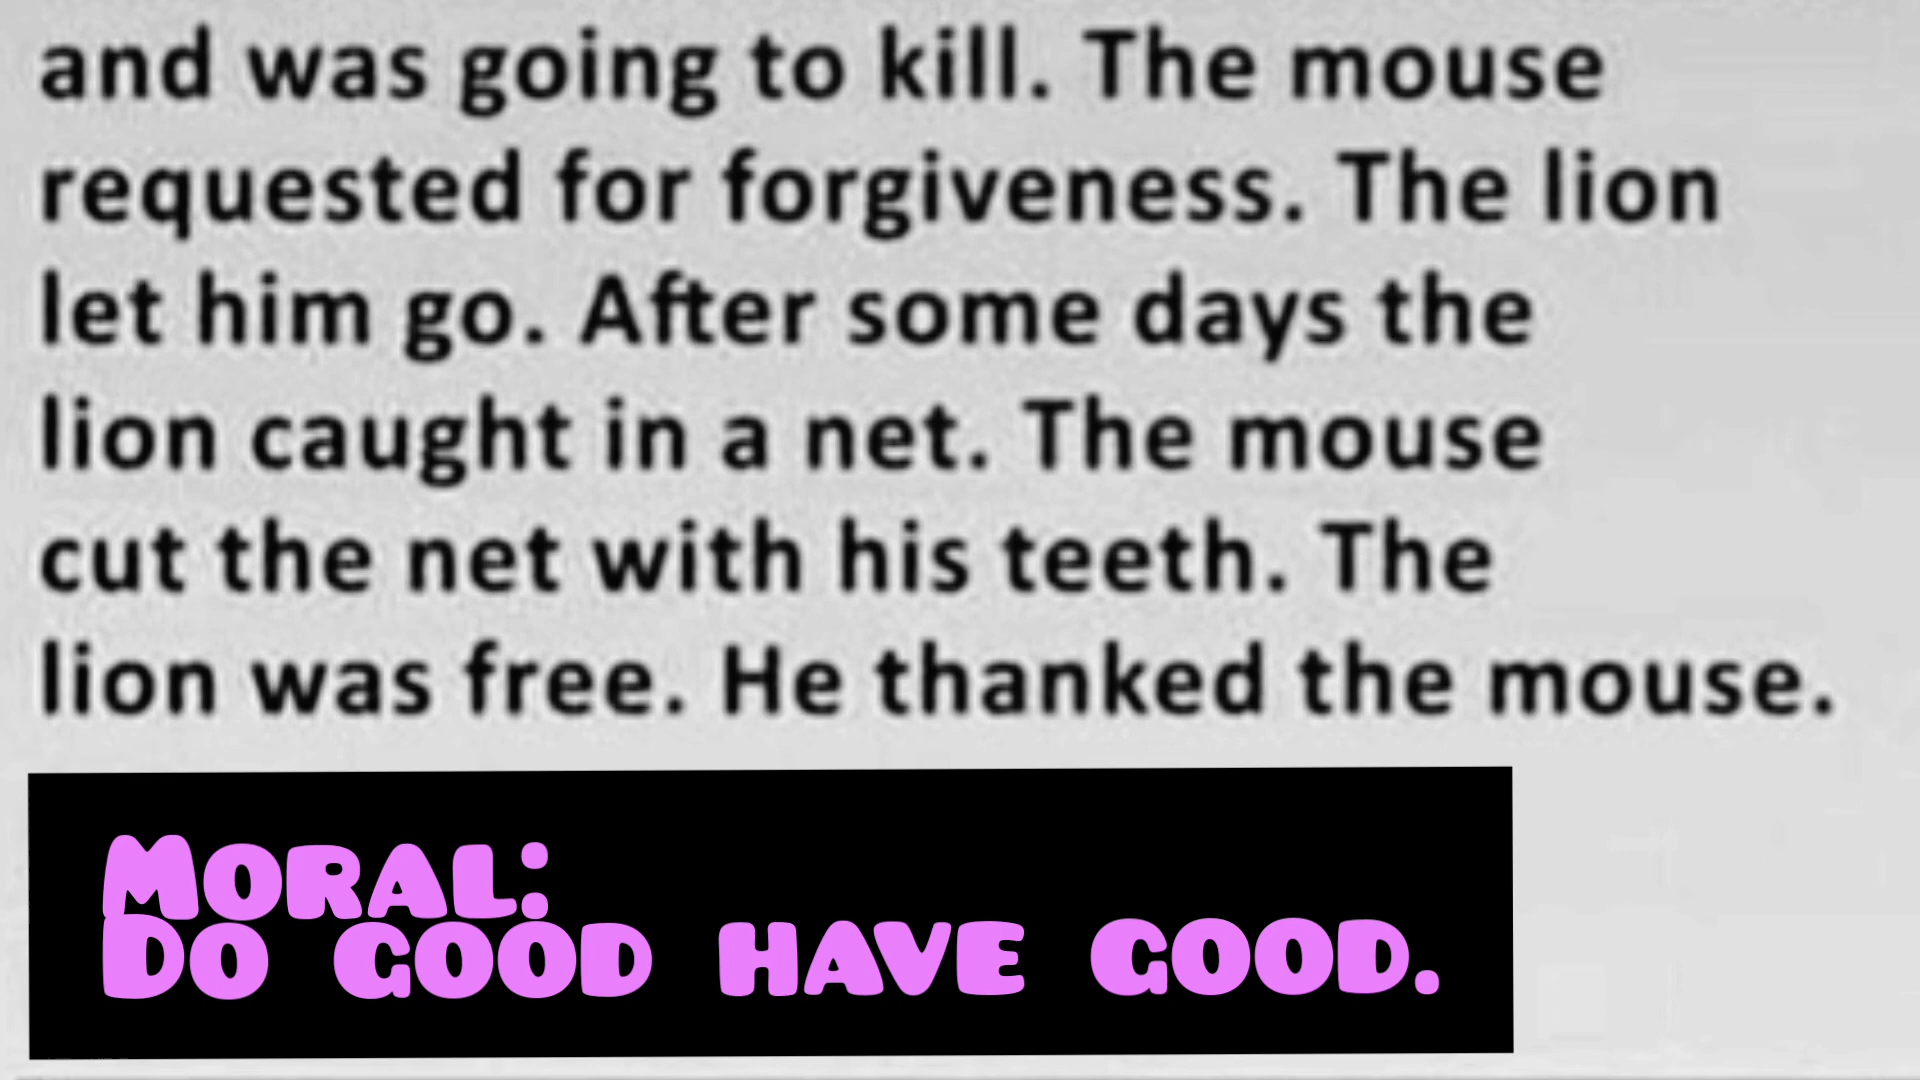 and was going to kill. The mouse
requested for forgiveness. The lion
let him go. After some days the
lion caught in a net. The mouse
cut the net with his teeth. The
lion was free. He thanked the mouse.
Moral:
Do good have good.